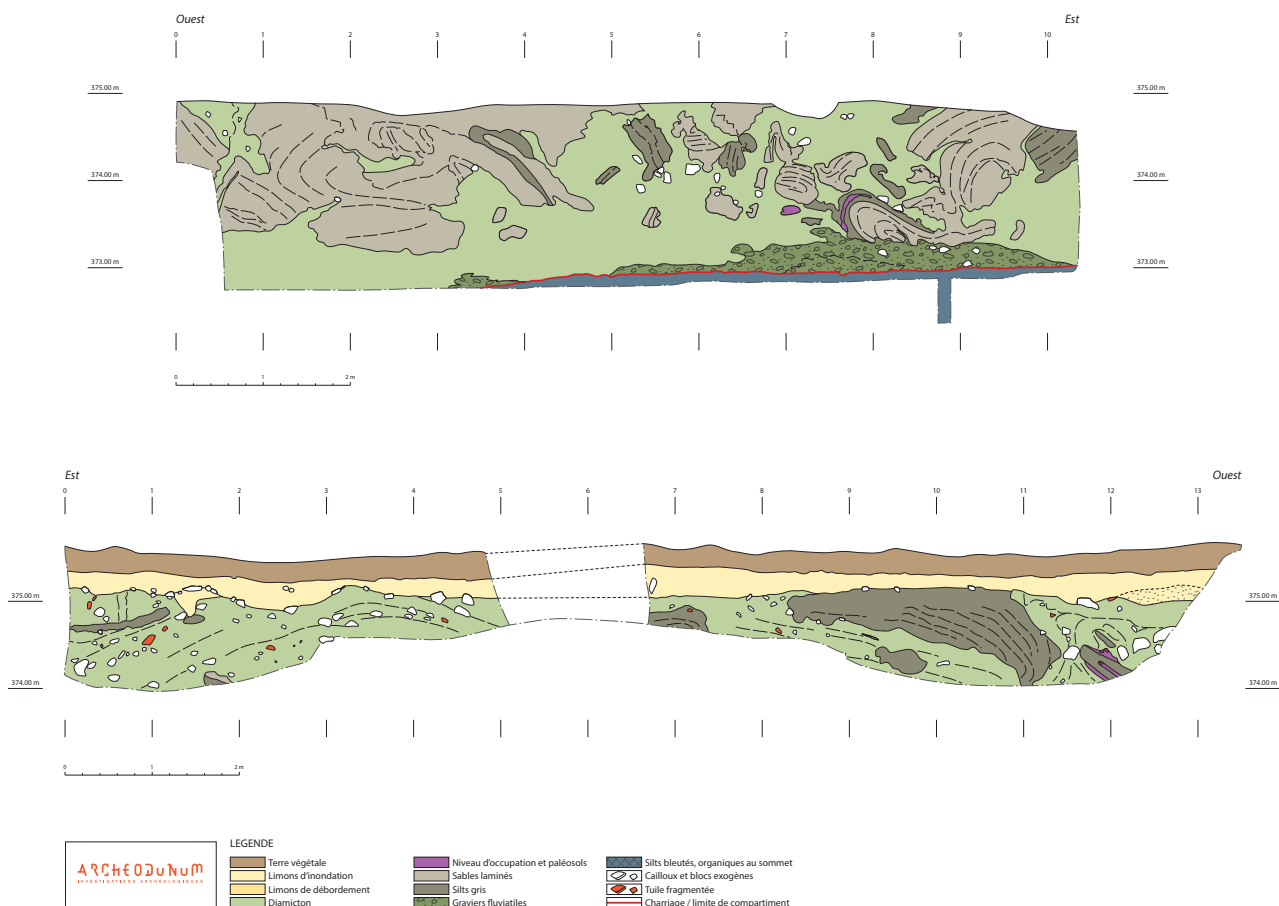 Ouest Est
0 1 2 3 4 5 6 7 8 9 10
375.00 m 375.00 m
374.00 m 374.00 m
373.00 m 373.00 m
0 1 2 m
Est Ouest
0 1 2 3 4 5 6 7 8 9 10 11 12 13
375.00 m 375.00 m
374.00 m 374.00 m
0 1 2 m
ARCHEODUNUM
INVESTIGATIONS ARCHEOLOGIQUES
LEGENDE
Terre végétale
Limons d'inondation
Limons de débordement
Diamicton
Niveau d'occupation et paléosols
Sables laminés
Silts gris
Graviers fluviatiles
Silts bleutés, organiques au sommet
Cailloux et blocs exogènes
Tuile fragmentée
Charriage / limite de compartiment